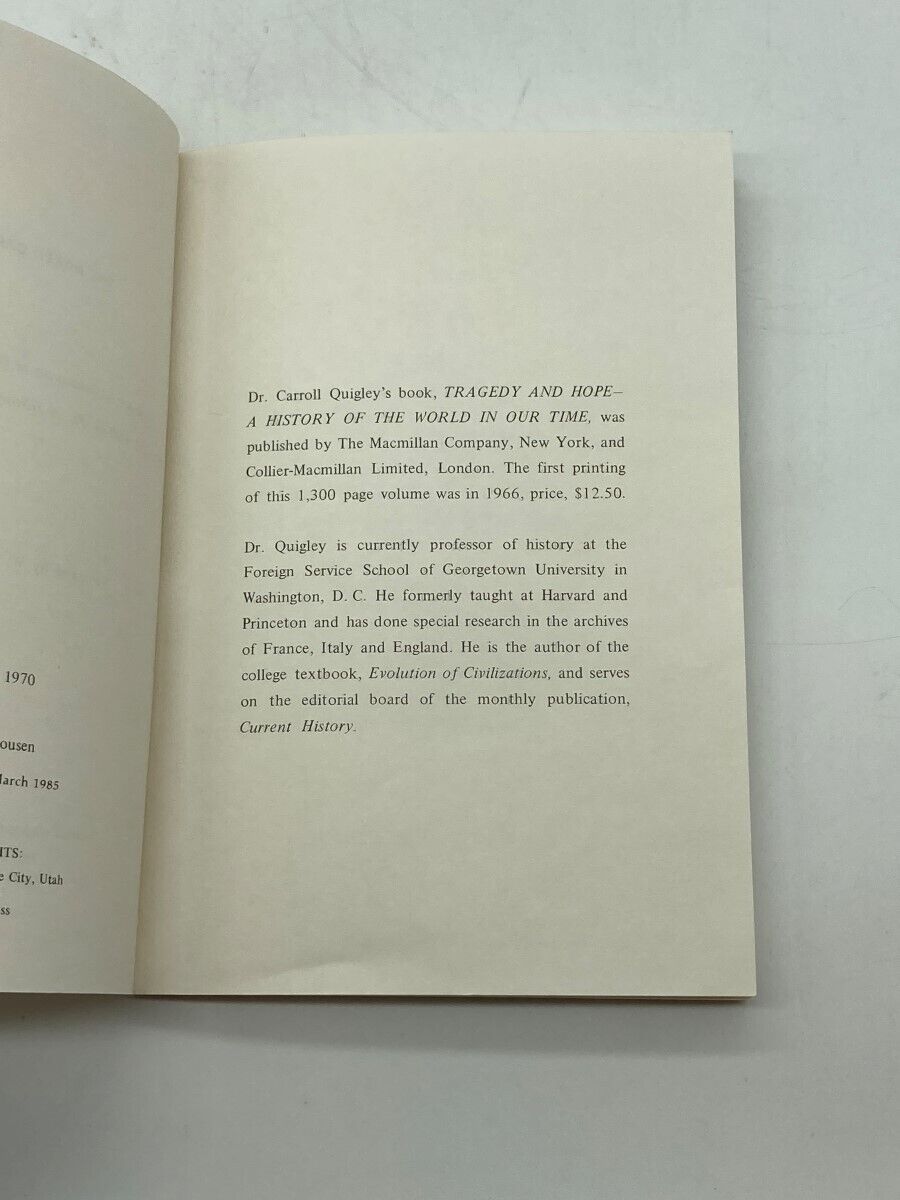 1970
ousen
March 1985
ITS:
e City, Utah
ss
Dr. Carroll Quigley's book, TRAGEDY AND HOPE—
A HISTORY OF THE WORLD IN OUR TIME, was
published by The Macmillan Company, New York, and
Collier-Macmillan Limited, London. The first printing
of this 1,300 page volume was in 1966, price, $12.50.
Dr. Quigley is currently professor of history at the
Foreign Service School of Georgetown University in
Washington, D. C. He formerly taught at Harvard and
Princeton and has done special research in the archives
of France, Italy and England. He is the author of the
college textbook, Evolution of Civilizations, and serves
on the editorial board of the monthly publication,
Current History.